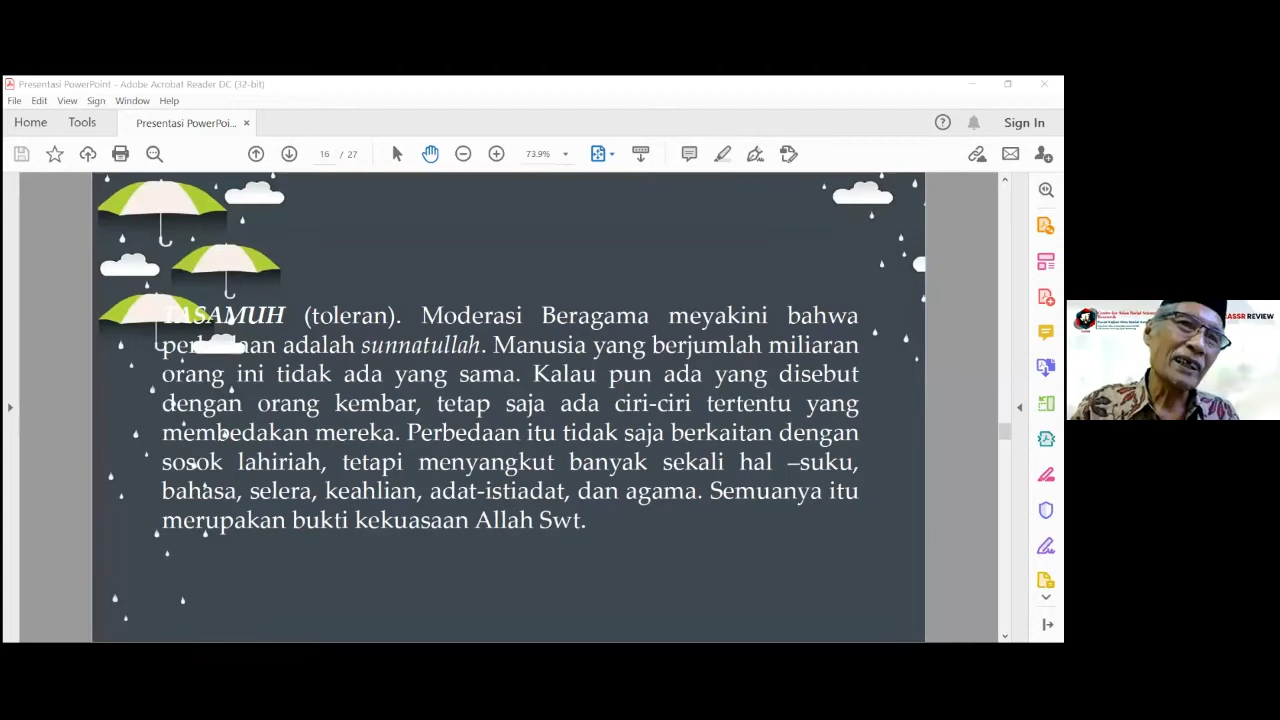 Presentasi PowerPoint - Adobe Acrobat Reader DC (32-bit)
File Edit View Sign Window Help
Home Tools Presentasi PowerPoi... × Sign In
16 / 27 73.9%
TASAMUH (toleran). Moderasi Beragama meyakini bahwa
adalah sunnatullah. Manusia yang berjumlah miliaran
orang ini tidak ada yang sama. Kalau pun ada yang disebut
dengan orang kembar, tetap saja ada ciri-ciri tertentu yang
membedakan mereka. Perbedaan itu tidak saja berkaitan dengan
sosok lahiriah, tetapi menyangkut banyak sekali hal –suku,
bahasa, selera, keahlian, adat-istiadat, dan agama. Semuanya itu
merupakan bukti kekuasaan Allah Swt.
REVIEW